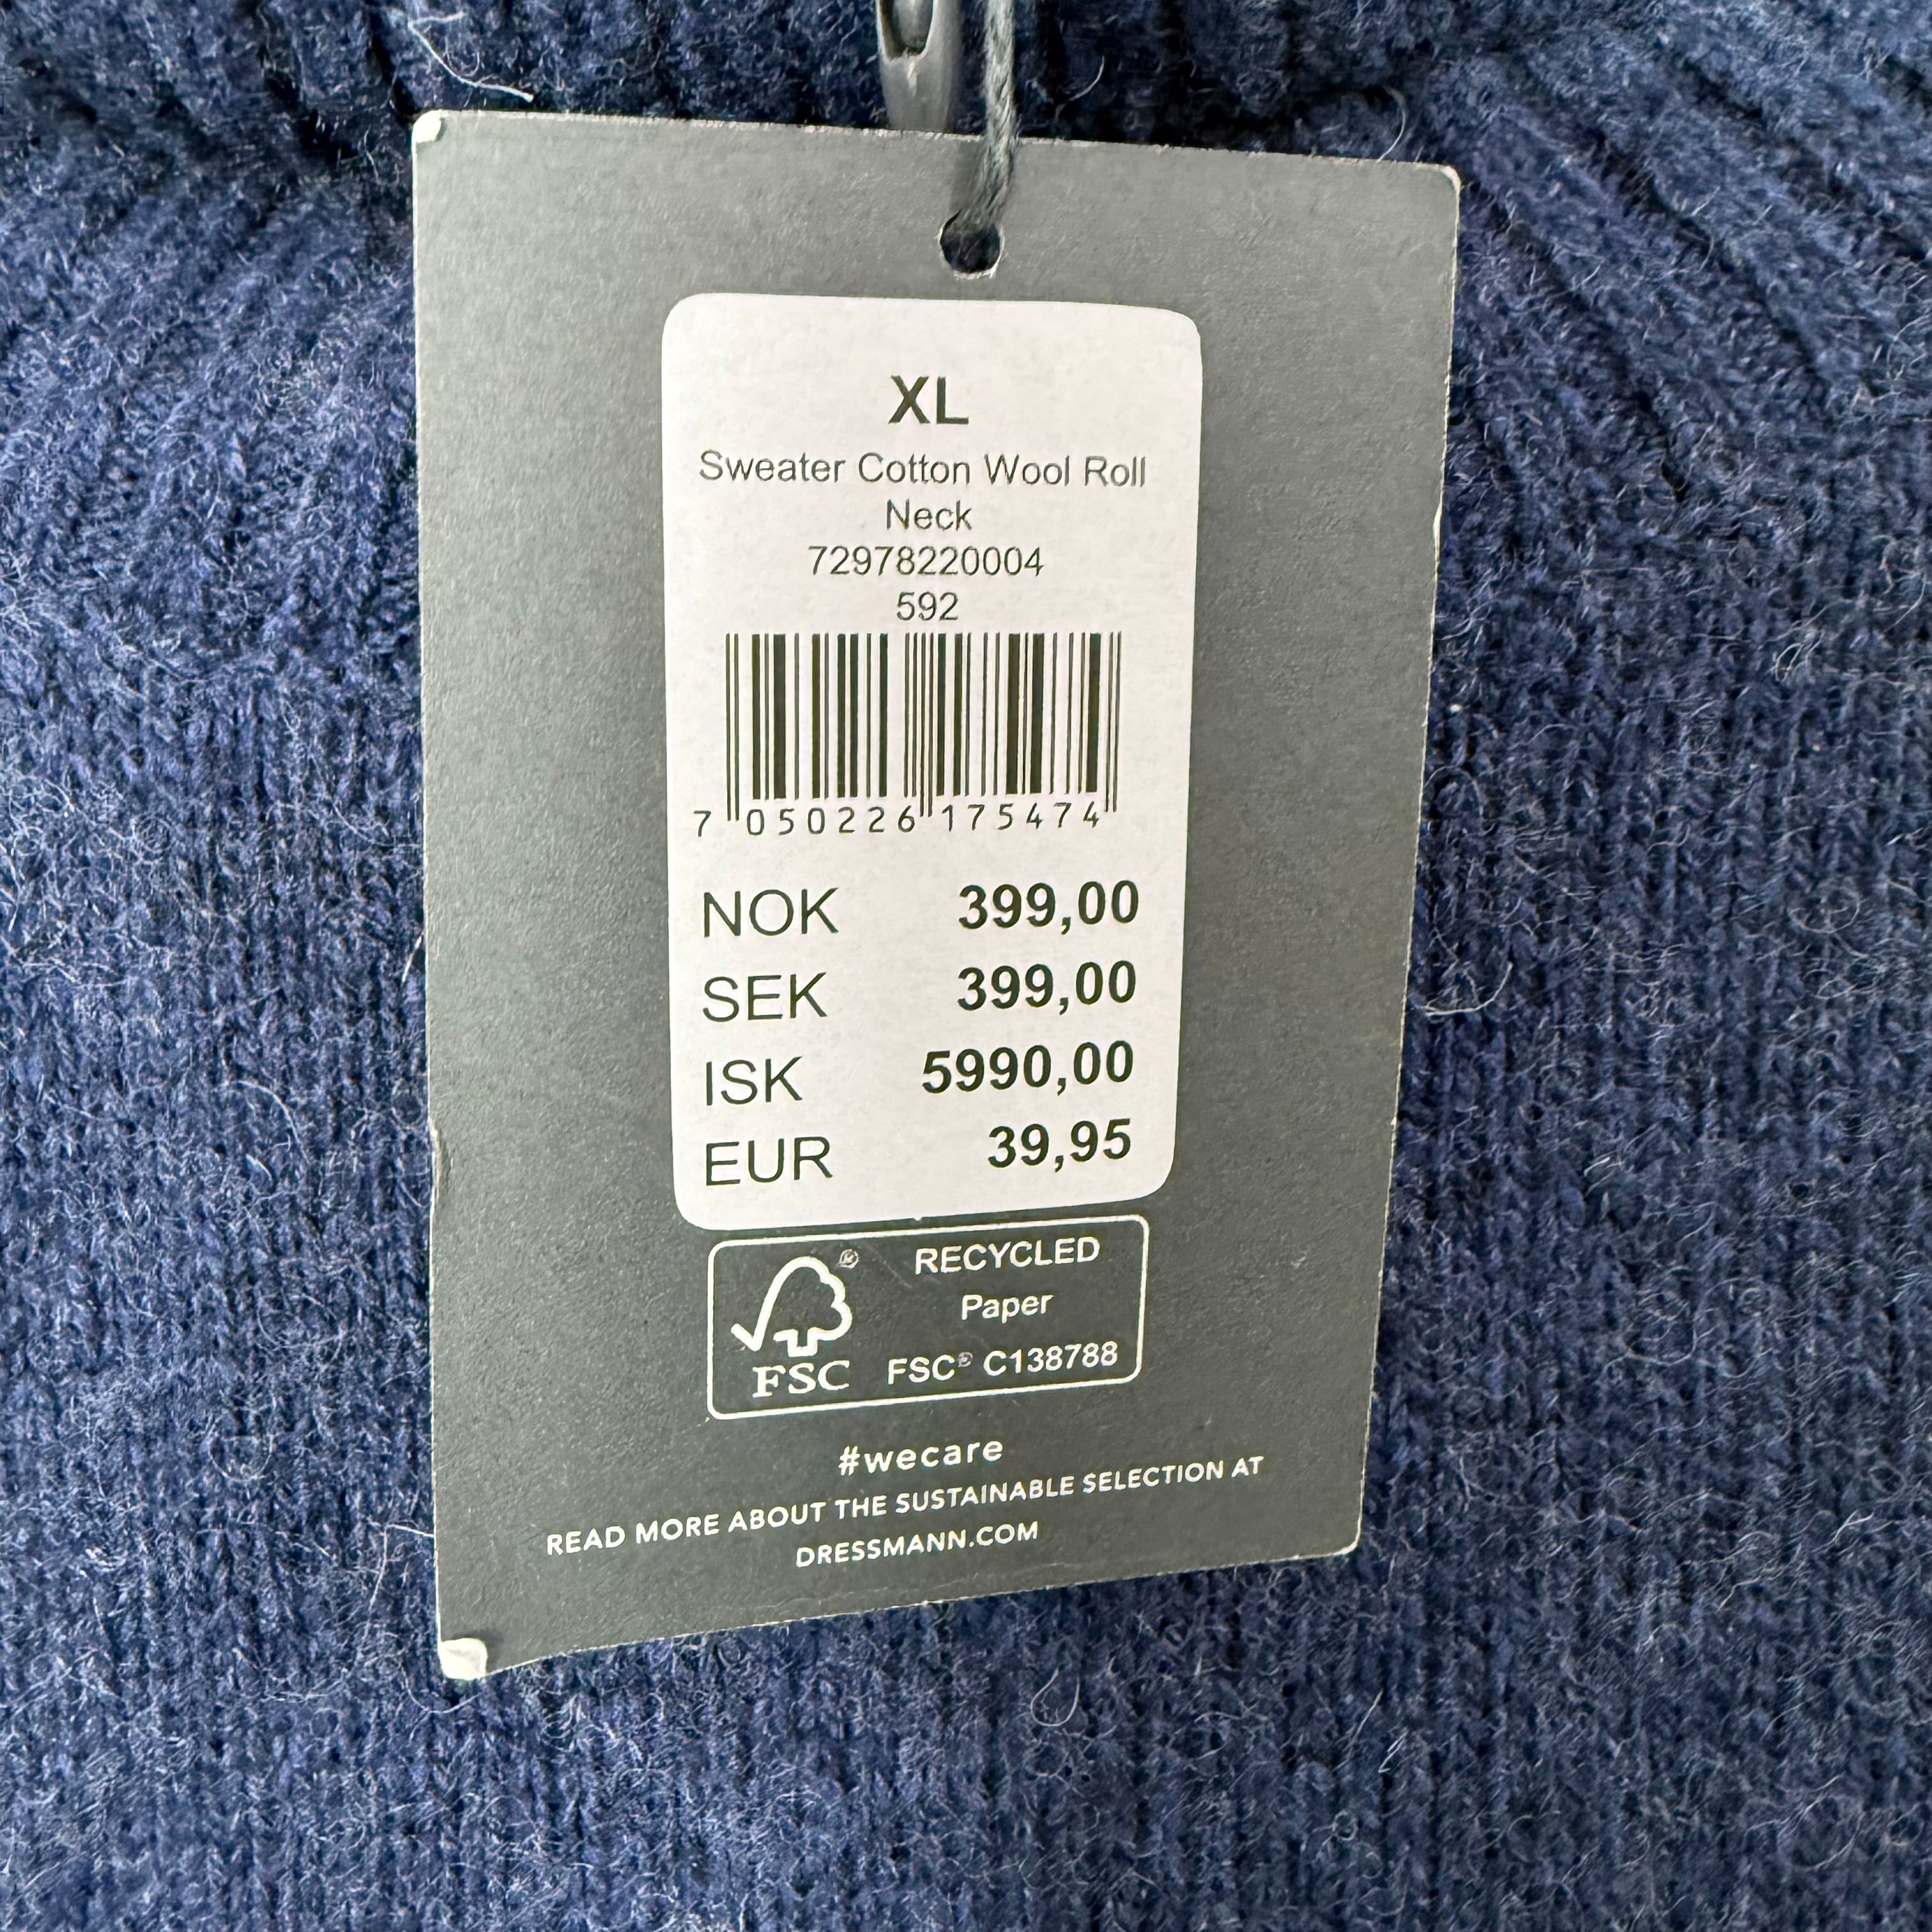 XL
Sweater Cotton Wool Roll
Neck
72978220004
592
7 050226 175474
NOK 399,00
SEK 399,00
ISK 5990,00
EUR 39,95
®
RECYCLED
Paper
FSC
FSC® C138788
#wecare
READ MORE ABOUT THE SUSTAINABLE SELECTION AT
DRESSMANN.COM